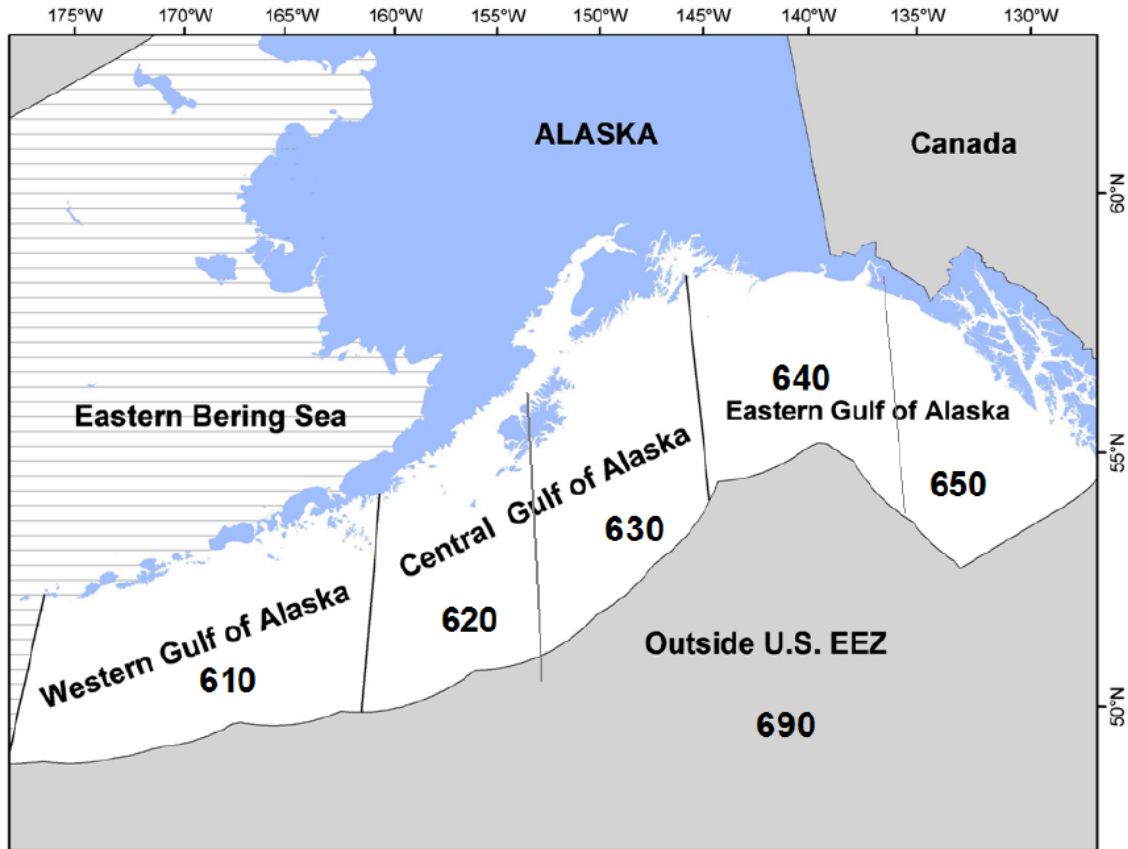 175°W 170°W 165°W 160°W 155°W 150°W 145°W 140°W 135°W 130°W
ALASKA
Canada
60°N
640
Eastern Bering Sea
Eastern Gulf of Alaska
55°N
650
Central Gulf of Alaska
630
620
Western Gulf of Alaska
610
Outside U.S. EEZ
50°N
690